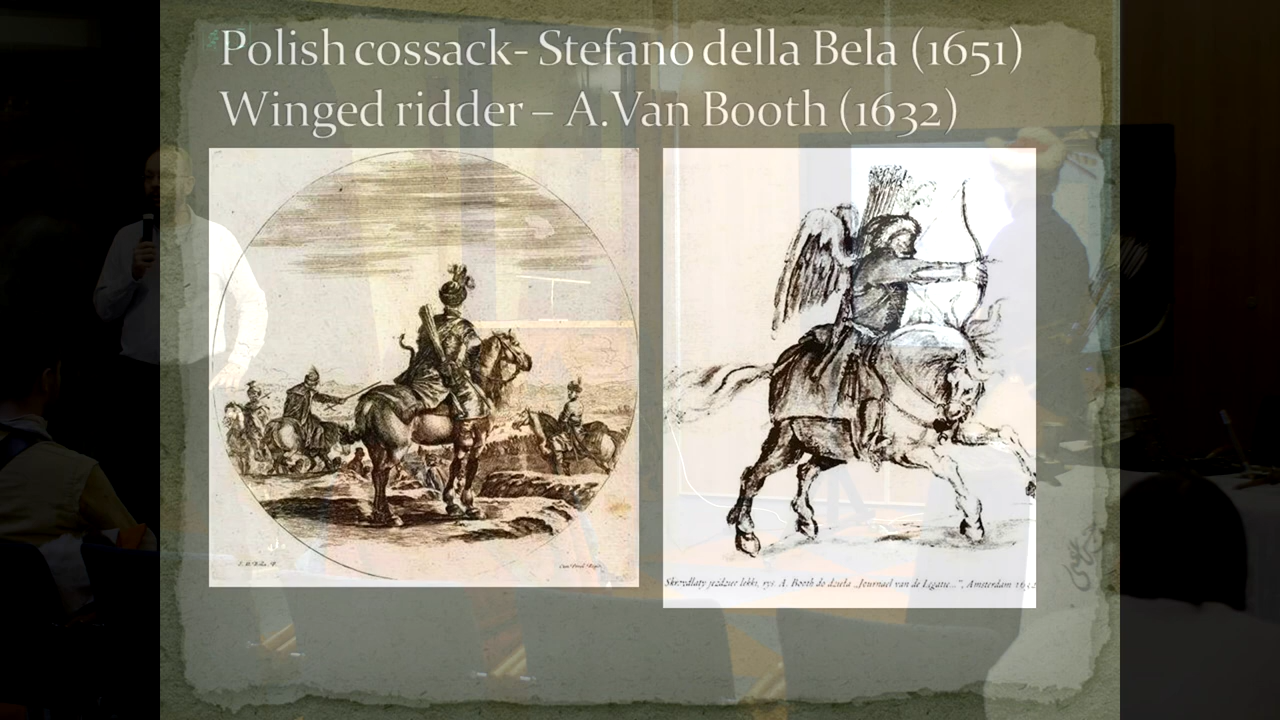 Polish cossack- Stefano della Bela (1651)
Winged ridder – A.Van Booth (1632)
Skrzydlaty jeździec lekki, rys. A. Booth do dzieła „Journael van de Legatie...", Amsterdam